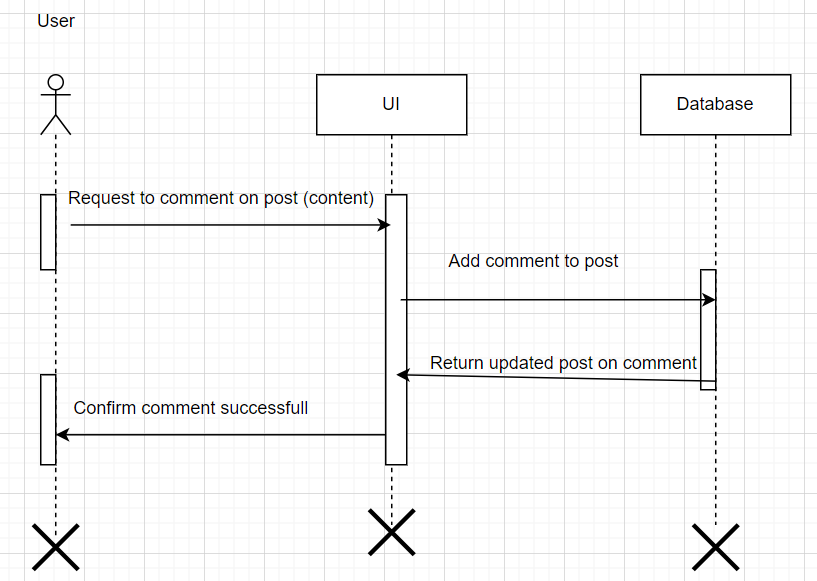 User
UI
Database
Request to comment on post (content)
Add comment to post
Return updated post on comment
Confirm comment successfull